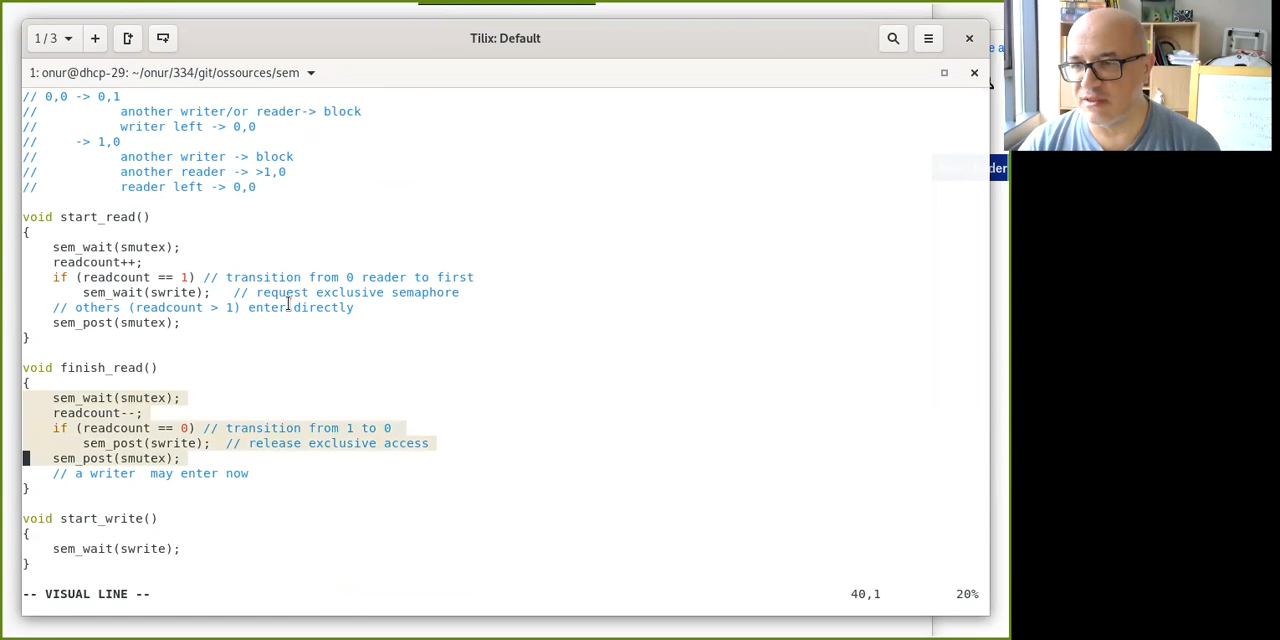 1 / 3
Tilix: Default
1: onur@dhcp-29: ~/onur/334/git/ossources/sem
// 0,0 -> 0,1
//           another writer/or reader-> block
//           writer left -> 0,0
//     -> 1,0
//           another writer -> block
//           another reader -> >1,0
//           reader left -> 0,0
void start_read()
{
    sem_wait(smutex);
    readcount++;
    if (readcount == 1) // transition from 0 reader to first
        sem_wait(swrite);   // request exclusive semaphore
    // others (readcount > 1) enter directly
    sem_post(smutex);
}
void finish_read()
{
    sem_wait(smutex);
    readcount--;
    if (readcount == 0) // transition from 1 to 0
        sem_post(swrite);  // release exclusive access
    sem_post(smutex);
    // a writer  may enter now
}
void start_write()
{
    sem_wait(swrite);
}
-- VISUAL LINE --
40,1
20%